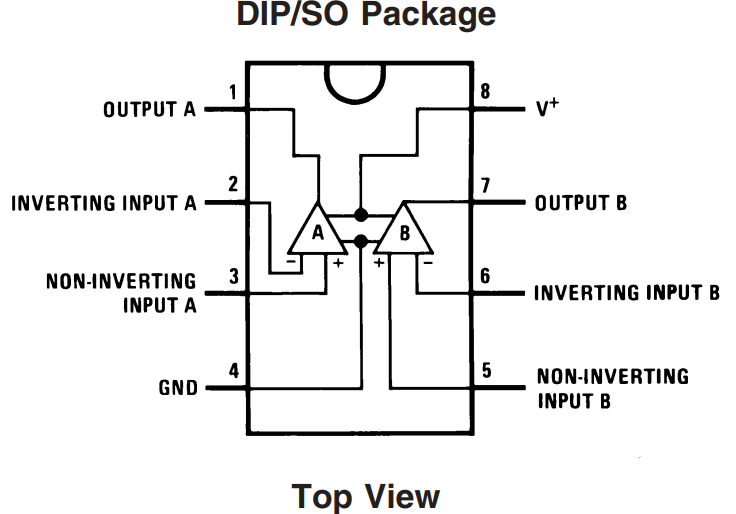 DIP/SO Package
1
OUTPUT A
2
INVERTING INPUT A
3
NON-INVERTING
INPUT A
4
GND
8
V+
7
OUTPUT B
6
INVERTING INPUT B
5
NON-INVERTING
INPUT B
A
B
− + + −
Top View